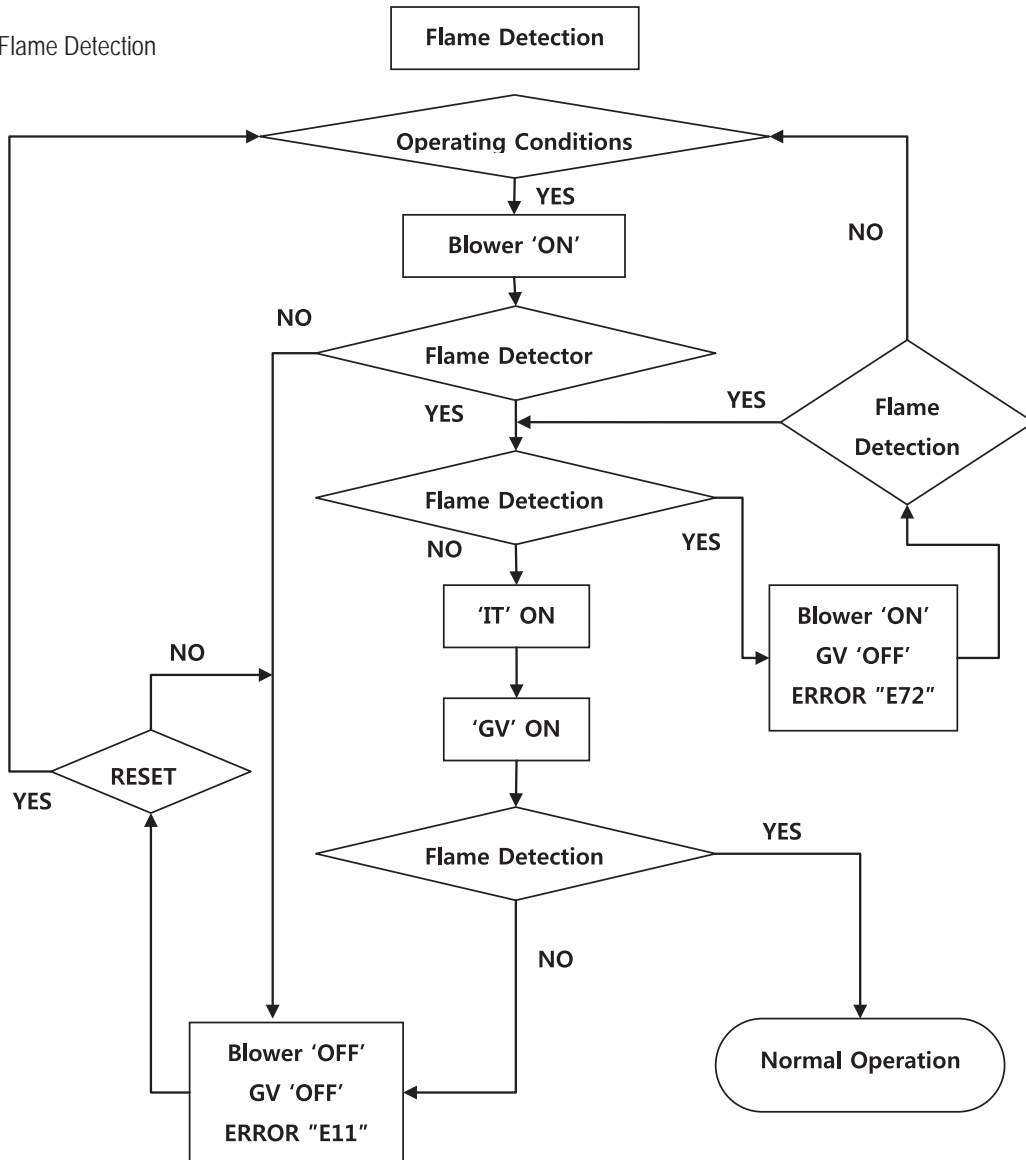 Flame Detection
Flame Detection
Operating Conditions
YES
Blower ‘ON’
NO
NO
Flame Detector
YES
YES
Flame
Detection
Flame Detection
NO
YES
‘IT’ ON
Blower ‘ON’
GV ‘OFF’
ERROR "E72"
NO
‘GV’ ON
RESET
YES
YES
Flame Detection
NO
Blower ‘OFF’
GV ‘OFF’
ERROR "E11"
Normal Operation